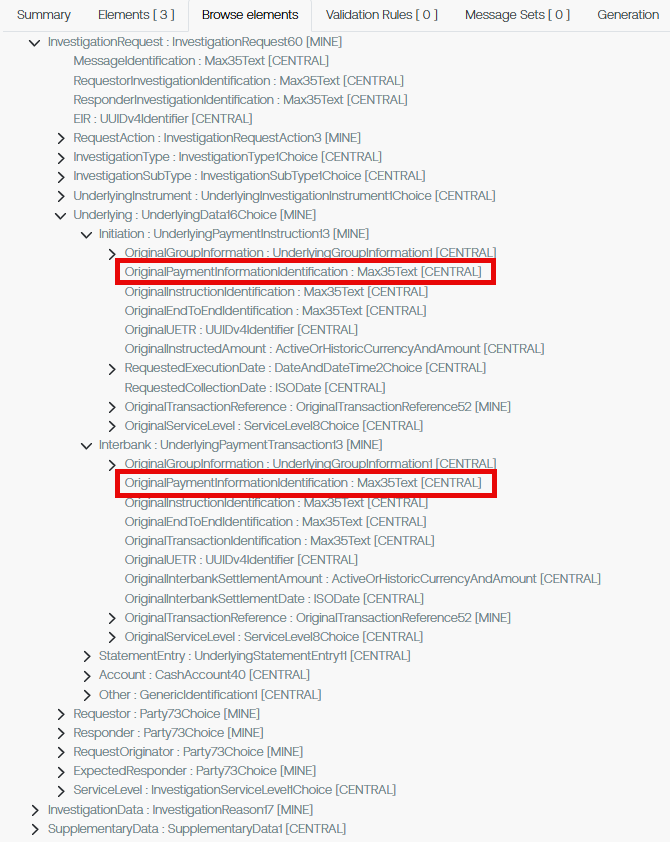 Summary Elements [ 3 ] Browse elements Validation Rules [ 0 ] Message Sets [ 0 ] Generation
InvestigationRequest : InvestigationRequest60 [MINE]
MessageIdentification : Max35Text [CENTRAL]
RequestorInvestigationIdentification : Max35Text [CENTRAL]
ResponderInvestigationIdentification : Max35Text [CENTRAL]
EIR : UUIDv4Identifier [CENTRAL]
RequestAction : InvestigationRequestAction3 [MINE]
InvestigationType : InvestigationType1Choice [CENTRAL]
InvestigationSubType : InvestigationSubType1Choice [CENTRAL]
UnderlyingInstrument : UnderlyingInvestigationInstrument1Choice [CENTRAL]
Underlying : UnderlyingData16Choice [MINE]
Initiation : UnderlyingPaymentInstruction13 [MINE]
OriginalGroupInformation : UnderlyingGroupInformation1 [CENTRAL]
OriginalPaymentInformationIdentification : Max35Text [CENTRAL]
OriginalInstructionIdentification : Max35Text [CENTRAL]
OriginalEndToEndIdentification : Max35Text [CENTRAL]
OriginalUETR : UUIDv4Identifier [CENTRAL]
OriginalInstructedAmount : ActiveOrHistoricCurrencyAndAmount [CENTRAL]
RequestedExecutionDate : DateAndDateTime2Choice [CENTRAL]
RequestedCollectionDate : ISODate [CENTRAL]
OriginalTransactionReference : OriginalTransactionReference52 [MINE]
OriginalServiceLevel : ServiceLevel8Choice [CENTRAL]
Interbank : UnderlyingPaymentTransaction13 [MINE]
OriginalGroupInformation : UnderlyingGroupInformation1 [CENTRAL]
OriginalPaymentInformationIdentification : Max35Text [CENTRAL]
OriginalInstructionIdentification : Max35Text [CENTRAL]
OriginalEndToEndIdentification : Max35Text [CENTRAL]
OriginalTransactionIdentification : Max35Text [CENTRAL]
OriginalUETR : UUIDv4Identifier [CENTRAL]
OriginalInterbankSettlementAmount : ActiveOrHistoricCurrencyAndAmount [CENTRAL]
OriginalInterbankSettlementDate : ISODate [CENTRAL]
OriginalTransactionReference : OriginalTransactionReference52 [MINE]
OriginalServiceLevel : ServiceLevel8Choice [CENTRAL]
StatementEntry : UnderlyingStatementEntry11 [CENTRAL]
Account : CashAccount40 [CENTRAL]
Other : GenericIdentification1 [CENTRAL]
Requestor : Party73Choice [MINE]
Responder : Party73Choice [MINE]
RequestOriginator : Party73Choice [MINE]
ExpectedResponder : Party73Choice [MINE]
ServiceLevel : InvestigationServiceLevel1Choice [CENTRAL]
InvestigationData : InvestigationReason17 [MINE]
SupplementaryData : SupplementaryData1 [CENTRAL]